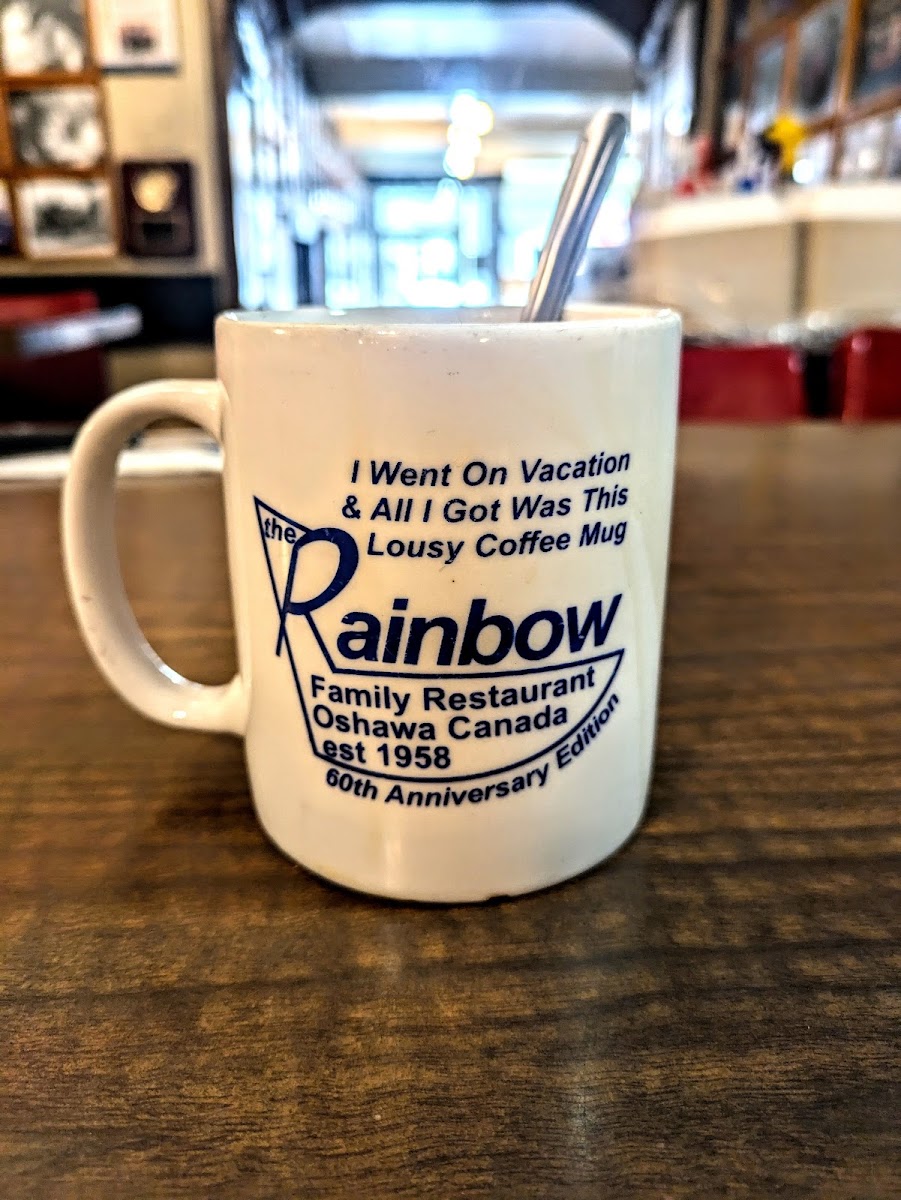 I Went On Vacation
& All I Got Was This
Lousy Coffee Mug
the
Rainbow
Family Restaurant
Oshawa Canada
est 1958
60th Anniversary Edition